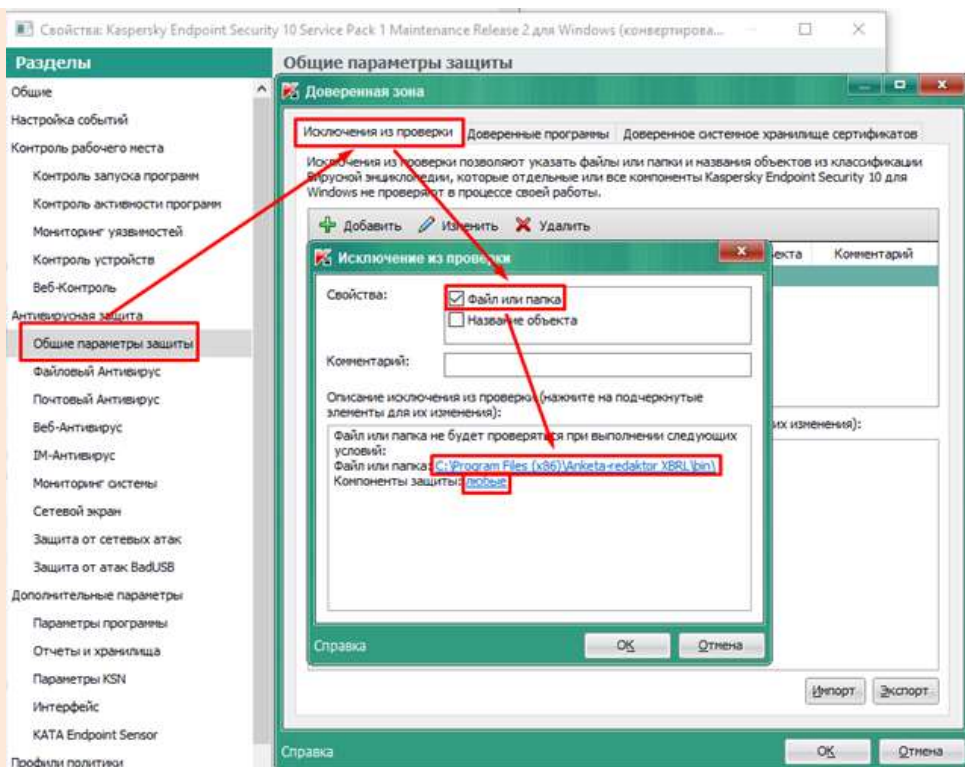 Свойства: Kaspersky Endpoint Security 10 Service Pack 1 Maintenance Release 2 для Windows (конвертирова...
Разделы
Общие
Настройка событий
Контроль рабочего места
Контроль запуска программ
Контроль активности программ
Мониторинг уязвимостей
Контроль устройств
Веб-Контроль
Антивирусная защита
Общие параметры защиты
Файловый Антивирус
Почтовый Антивирус
Веб-Антивирус
IM-Антивирус
Мониторинг системы
Сетевой экран
Защита от сетевых атак
Защита от атак BadUSB
Дополнительные параметры
Параметры программы
Отчеты и хранилища
Параметры KSN
Интерфейс
KATA Endpoint Sensor
Профили политики
Общие параметры защиты
Доверенная зона
Исключения из проверки Доверенные программы Доверенное системное хранилище сертификатов
Исключения из проверки позволяют указать файлы или папки и названия объектов из классификации
Вирусной энциклопедии, которые отдельные или все компоненты Kaspersky Endpoint Security 10 для
Windows не проверяют в процессе своей работы.
Добавить Изменить Удалить
ъекта Комментарий
Исключение из проверки
Свойства:
Файл или папка
Название объекта
Комментарий:
Описание исключения из проверки (нажмите на подчеркнутые
элементы для их изменения):
Файл или папка не будет проверяться при выполнении следующих
условий:
Файл или папка: C:\Program Files (x86)\Anketa-redaktor XBRL\bin\
Компоненты защиты: любые
Справка OK Отмена
их изменения):
Импорт Экспорт
Справка OK Отмена